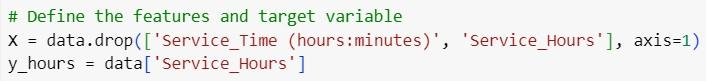 # Define the features and target variable
X = data.drop(['Service_Time (hours:minutes)', 'Service_Hours'], axis=1)
y_hours = data['Service_Hours']